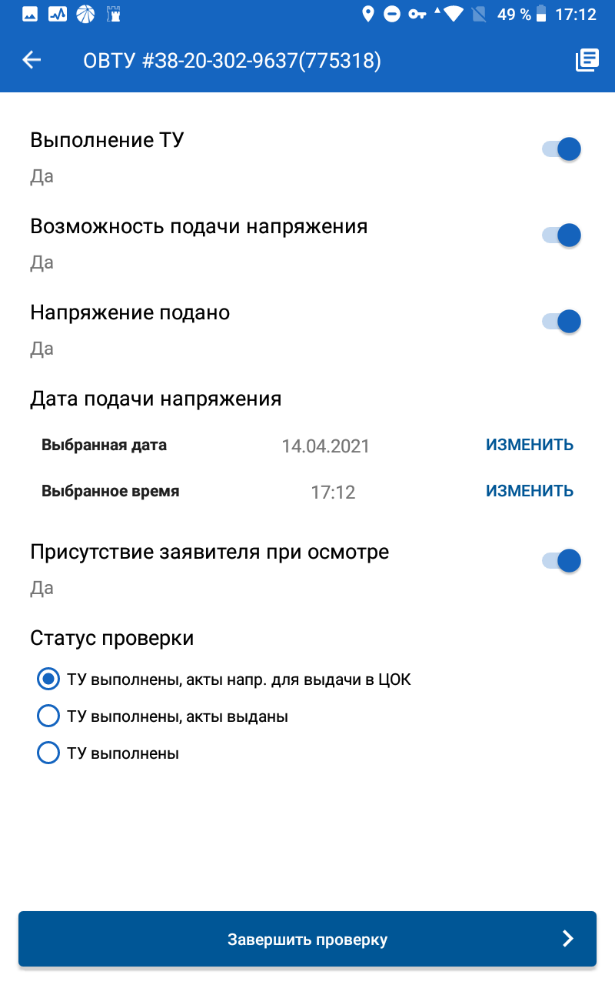 49 % 17:12
ОВТУ #38-20-302-9637(775318)
Выполнение ТУ
Да
Возможность подачи напряжения
Да
Напряжение подано
Да
Дата подачи напряжения
Выбранная дата 14.04.2021 ИЗМЕНИТЬ
Выбранное время 17:12 ИЗМЕНИТЬ
Присутствие заявителя при осмотре
Да
Статус проверки
ТУ выполнены, акты напр. для выдачи в ЦОК
ТУ выполнены, акты выданы
ТУ выполнены
Завершить проверку